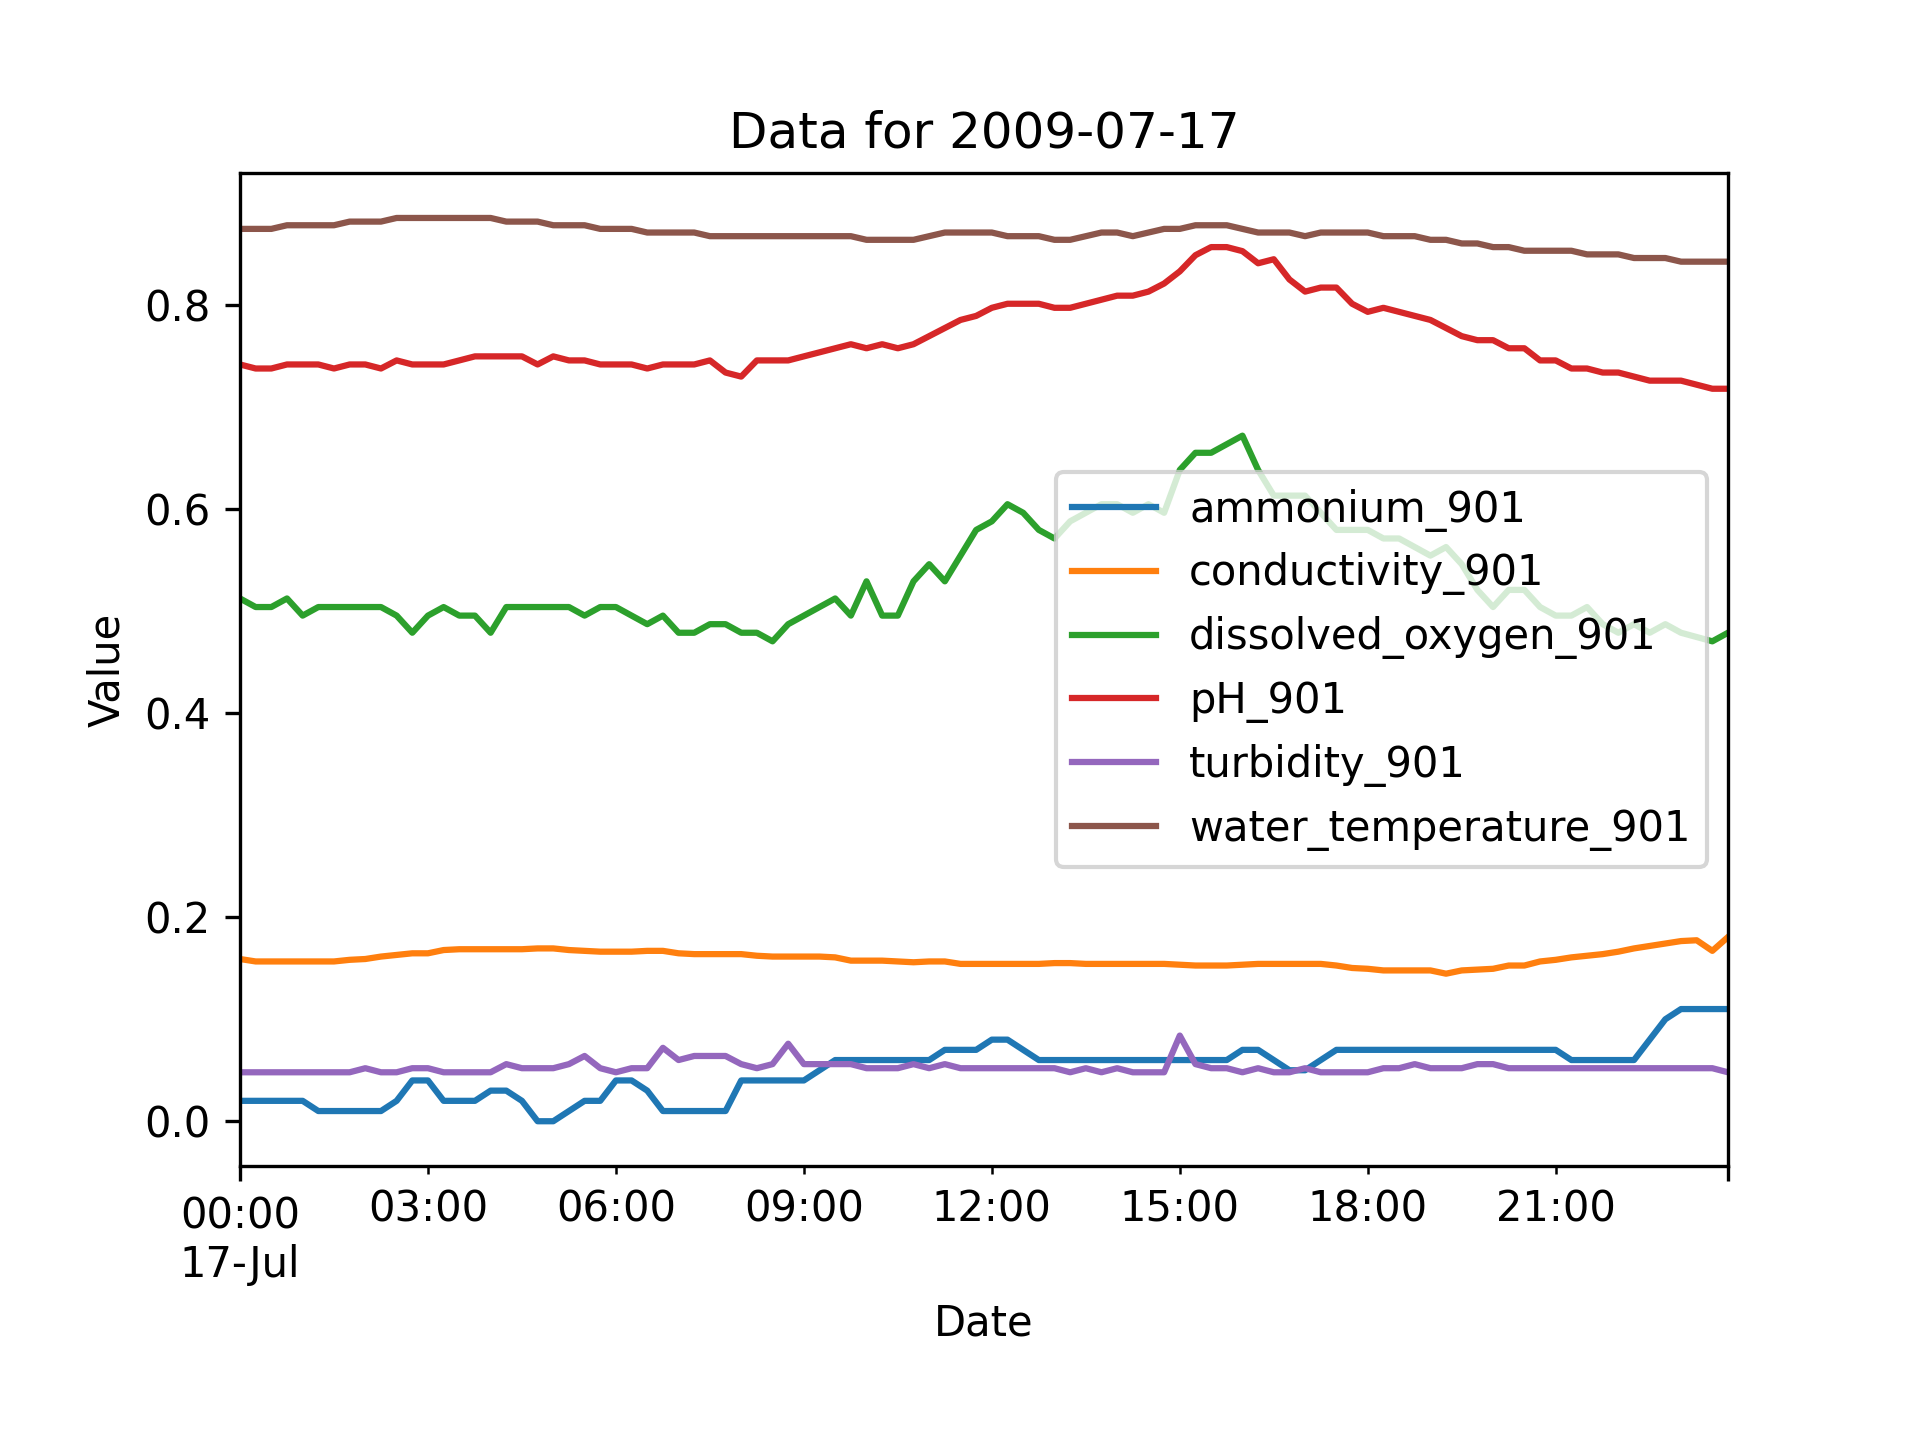 Data for 2009-07-17
Value
0.8
0.6
0.4
0.2
0.0
ammonium_901
conductivity_901
dissolved_oxygen_901
pH_901
turbidity_901
water_temperature_901
00:00 03:00 06:00 09:00 12:00 15:00 18:00 21:00
17-Jul
Date